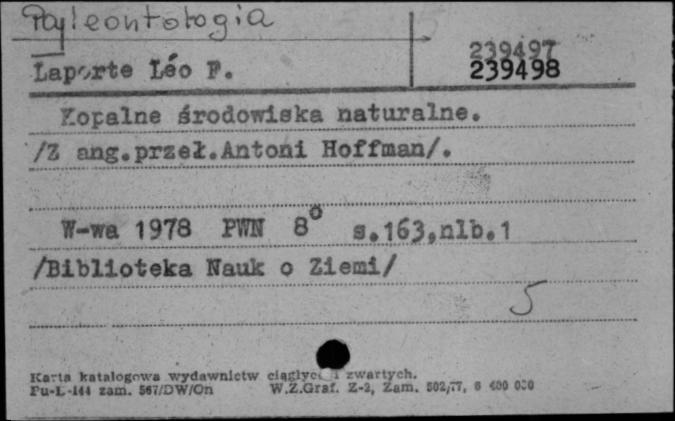 Paleontologia
239497
Laporte Léo F.
239498
Kopalne środowiska naturalne.
/Z ang.przeł.Antoni Hoffman/.
W-wa 1978 PWN 8° s.163,nlb.1
/Biblioteka Nauk o Ziemi/
5
Karta katalogowa wydawnictw ciągłych i zwartych.
Pu-L-144 zam. 567/DW/On W.Z.Graf. Z-2, Zam. 502/77, 6 400 000